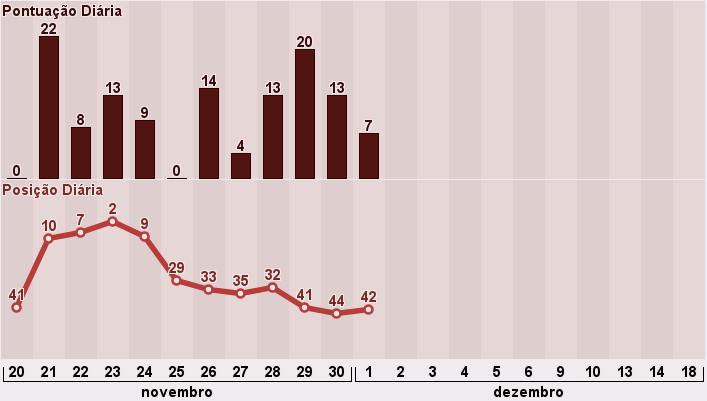 Pontuação Diária
0 22 8 13 9 0 14 4 13 20 13 7
Posição Diária
41 10 7 2 9 29 33 35 32 41 44 42
20 21 22 23 24 25 26 27 28 29 30 1 2 3 4 5 6 9 10 13 14 18
novembro dezembro